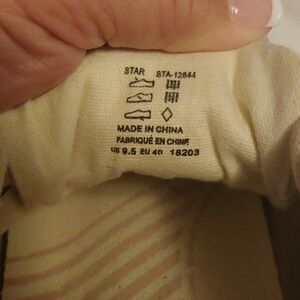 STAR STA-12844
MADE IN CHINA
FABRIQUÉ EN CHINE
US 9.5 EU 40 18203